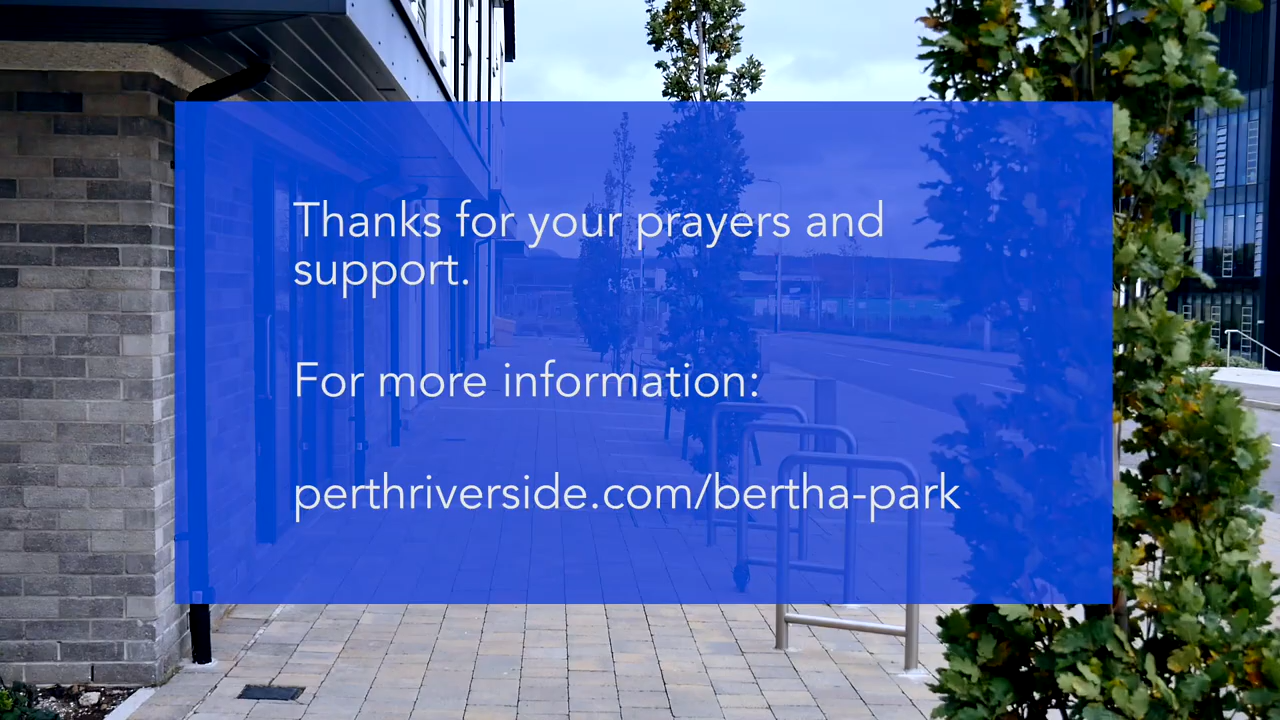 Thanks for your prayers and
support.
For more information:
perthriverside.com/bertha-park